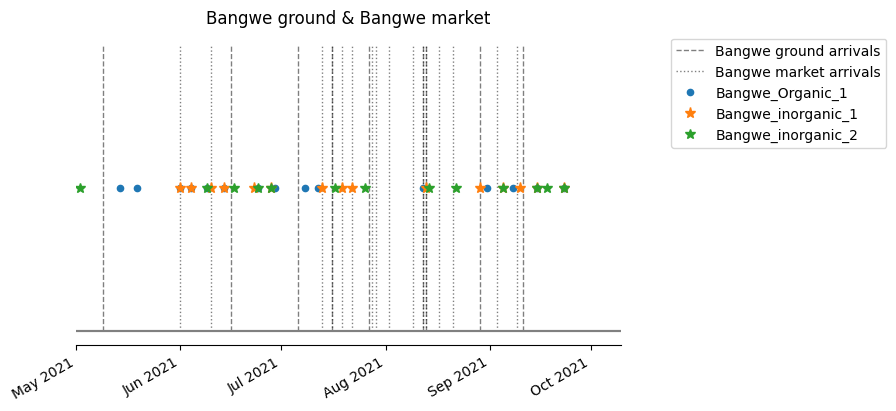 Bangwe ground & Bangwe market
Bangwe ground arrivals
Bangwe market arrivals
Bangwe_Organic_1
Bangwe_inorganic_1
Bangwe_inorganic_2
May 2021
Jun 2021
Jul 2021
Aug 2021
Sep 2021
Oct 2021